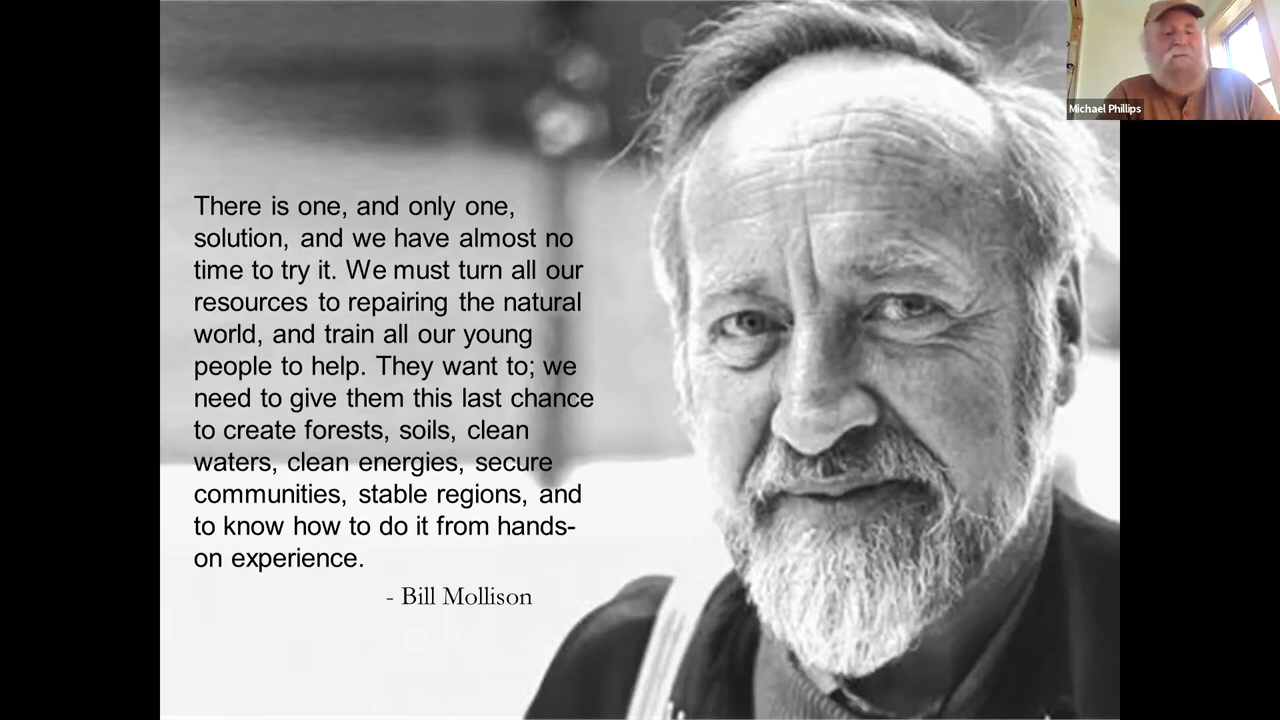 There is one, and only one,
solution, and we have almost no
time to try it. We must turn all our
resources to repairing the natural
world, and train all our young
people to help. They want to; we
need to give them this last chance
to create forests, soils, clean
waters, clean energies, secure
communities, stable regions, and
to know how to do it from hands-
on experience.
- Bill Mollison
Michael Phillips